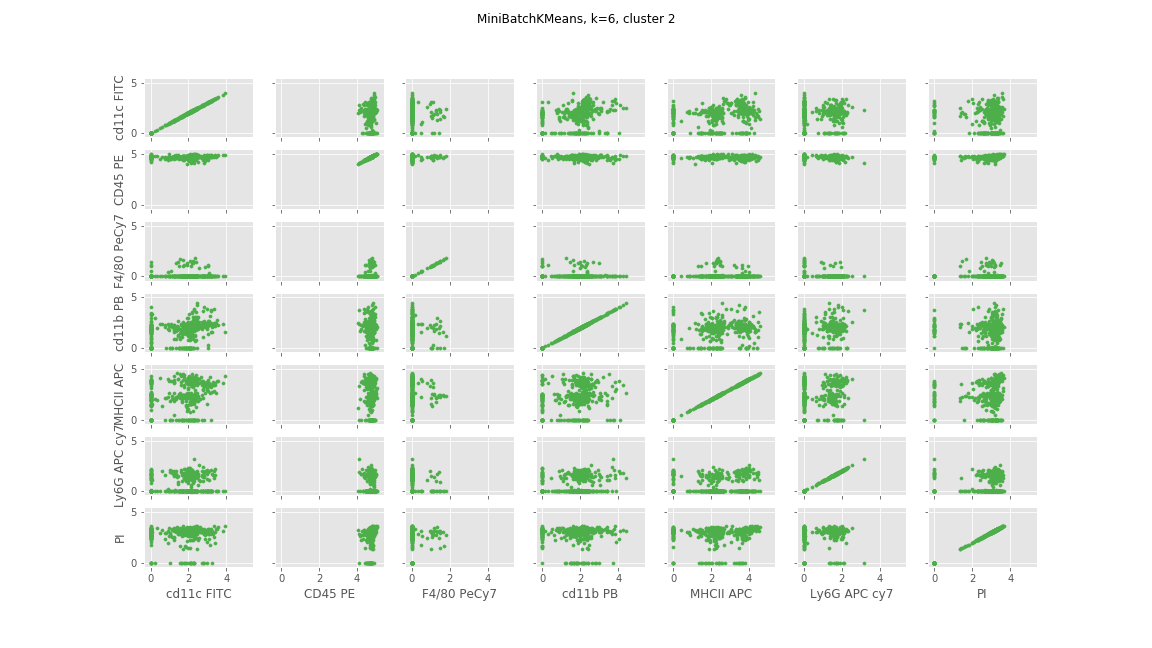 MiniBatchKMeans, k=6, cluster 2
cd11c FITC
5
0
CD45 PE
5
0
F4/80 PeCy7
5
0
cd11b PB
5
0
MHCII APC
5
0
Ly6G APC cy7
5
0
PI
5
0
0 2 4 0 2 4 0 2 4 0 2 4 0 2 4 0 2 4 0 2 4
cd11c FITC CD45 PE F4/80 PeCy7 cd11b PB MHCII APC Ly6G APC cy7 PI